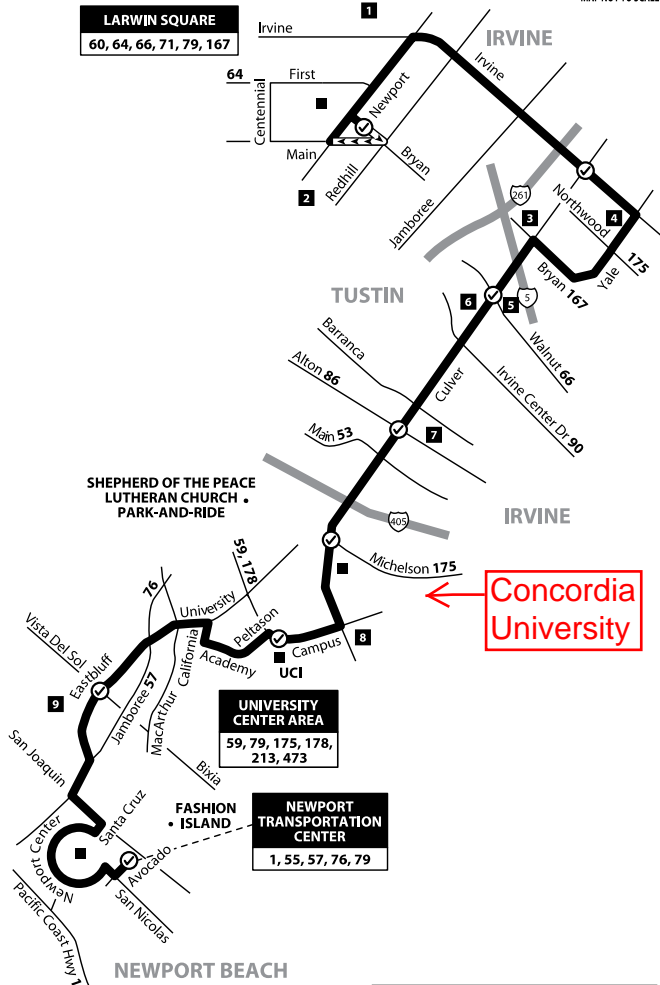 MAP NOT TO SCALE
LARWIN SQUARE
60, 64, 66, 71, 79, 167
1
Irvine
IRVINE
Irvine
64
First
Centennial
Newport
Main
Redhill
Bryan
2
Jamboree
261
Northwood
3
4
175
Yale
Bryan 167
TUSTIN
6
5
5
Walnut 66
Barranca
Alton 86
Culver
Irvine Center Dr 90
Main 53
7
SHEPHERD OF THE PEACE
LUTHERAN CHURCH •
PARK-AND-RIDE
405
IRVINE
59, 178
Michelson 175
Concordia
University
76
University
Peltason
Campus
8
Vista Del Sol
California
Academy
UCI
Eastbluff
9
Jamboree 57
MacArthur
UNIVERSITY
CENTER AREA
59, 79, 175, 178,
213, 473
San Joaquin
Bixia
Santa Cruz
FASHION
• ISLAND
NEWPORT
TRANSPORTATION
CENTER
1, 55, 57, 76, 79
Newport Center
Avocado
San Nicolas
Pacific Coast Hwy 1
NEWPORT BEACH